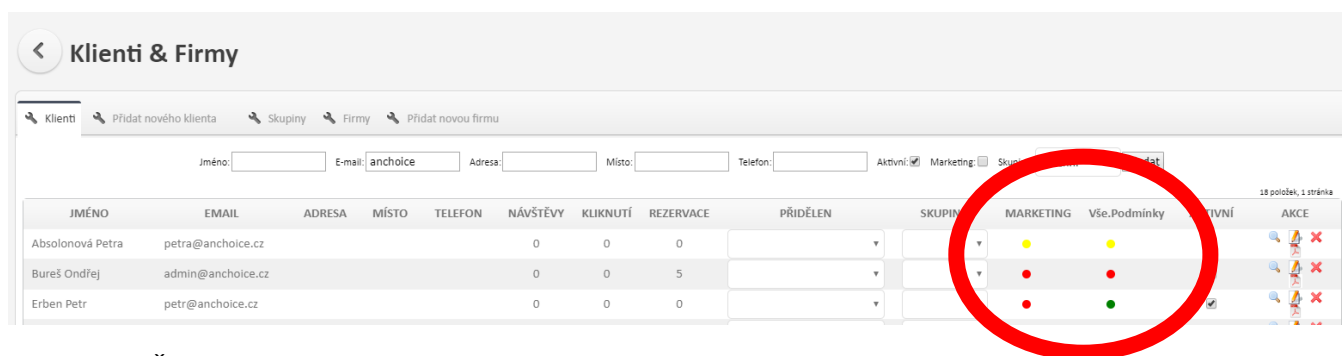 Klienti & Firmy
Klienti Přidat nového klienta Skupiny Firmy Přidat novou firmu
Jméno: E-mail: anchoice Adresa: Místo: Telefon: Aktivní: Marketing:
18 položek, 1 stránka
JMÉNO EMAIL ADRESA MÍSTO TELEFON NÁVŠTĚVY KLIKNUTÍ REZERVACE PŘIDĚLEN MARKETING Vše.Podmínky AKCE
Absolonová Petra petra@anchoice.cz 0 0 0
Bureš Ondřej admin@anchoice.cz 0 0 5
Erben Petr petr@anchoice.cz 0 0 0